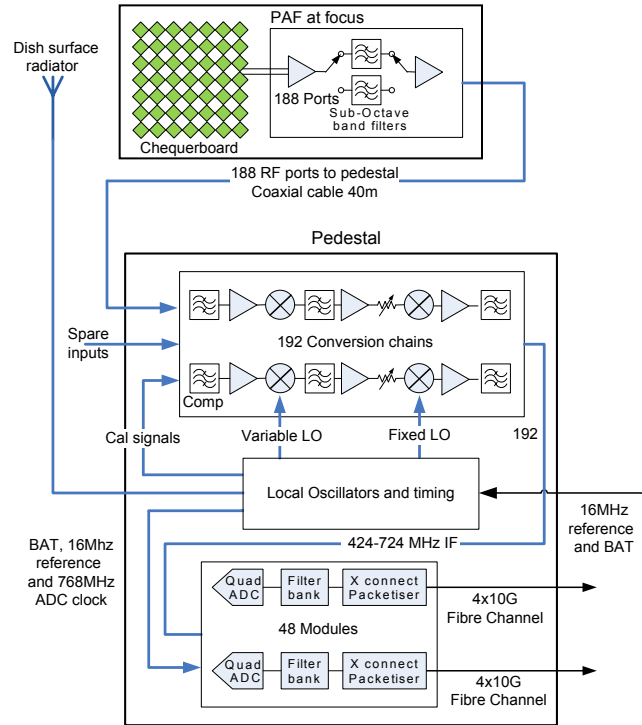 PAF at focus
Dish surface
radiator
188 Ports
Sub-Octave
band filters
Chequerboard
188 RF ports to pedestal
Coaxial cable 40m
Pedestal
Spare
inputs
192 Conversion chains
Comp
Cal signals
Variable LO
Fixed LO
192
Local Oscillators and timing
16MHz
reference
and BAT
BAT, 16Mhz
reference
and 768MHz
ADC clock
424-724 MHz IF
Quad
ADC
Filter
bank
X connect
Packetiser
4x10G
Fibre Channel
48 Modules
Quad
ADC
Filter
bank
X connect
Packetiser
4x10G
Fibre Channel